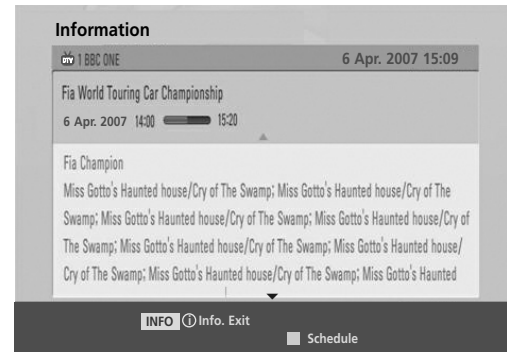 Information
DTV 1 BBC ONE 6 Apr. 2007 15:09
Fia World Touring Car Championship
6 Apr. 2007 14:00 15:20
Fia Champion
Miss Gotto's Haunted house/Cry of The Swamp; Miss Gotto's Haunted house/Cry of The
Swamp; Miss Gotto's Haunted house/Cry of The Swamp; Miss Gotto's Haunted house/Cry of
The Swamp; Miss Gotto's Haunted house/Cry of The Swamp; Miss Gotto's Haunted house/
Cry of The Swamp; Miss Gotto's Haunted house/Cry of The Swamp; Miss Gotto's Haunted
INFO i Info. Exit
Schedule